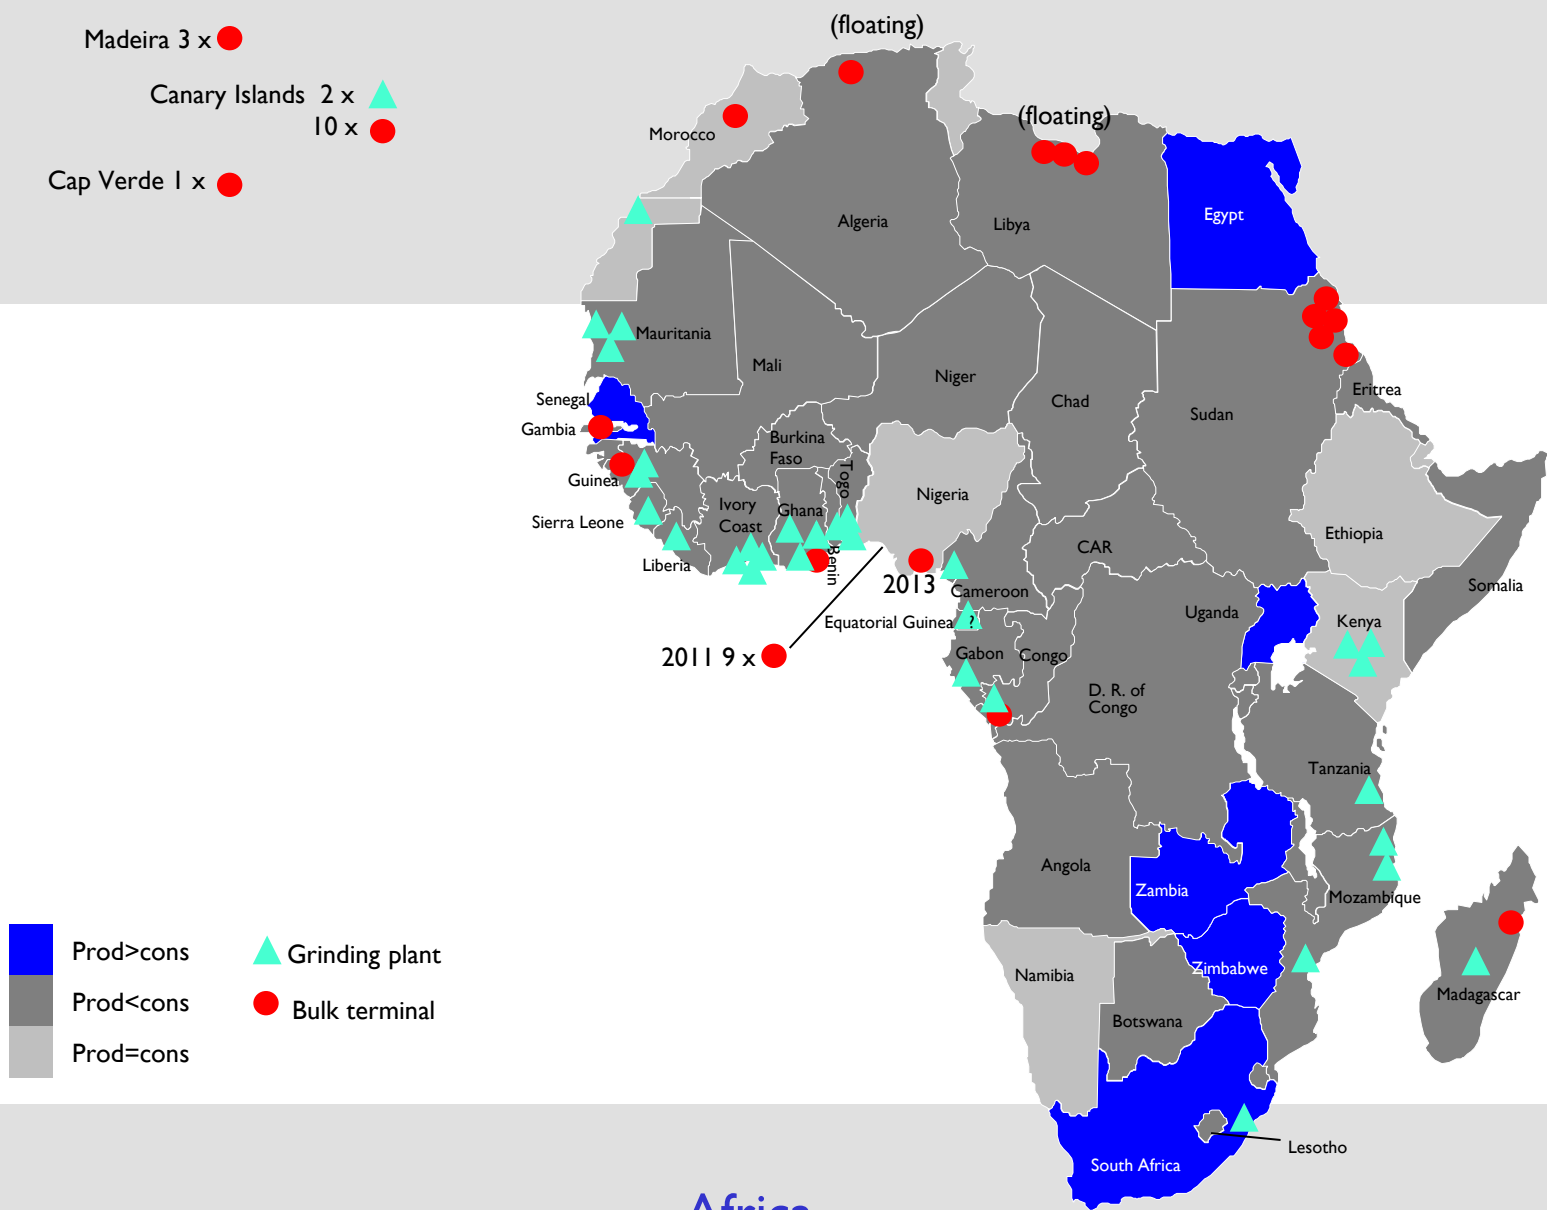 (floating)
Madeira 3 x
Canary Islands 2 x
10 x
Cap Verde 1 x
(floating)
Morocco
Algeria
Libya
Egypt
Mauritania
Mali
Niger
Chad
Sudan
Eritrea
Senegal
Gambia
Burkina
Faso
Togo
Guinea
Nigeria
Ivory
Coast
Ghana
Sierra Leone
Ethiopia
Benin
Liberia
CAR
2013
Cameroon
Somalia
Uganda
Equatorial Guinea ?
Kenya
2011 9 x
Gabon
Congo
D. R. of
Congo
Tanzania
Angola
Zambia
Mozambique
Prod>cons
Grinding plant
Namibia
Zimbabwe
Madagascar
Prod<cons
Bulk terminal
Botswana
Prod=cons
Lesotho
South Africa
Africa